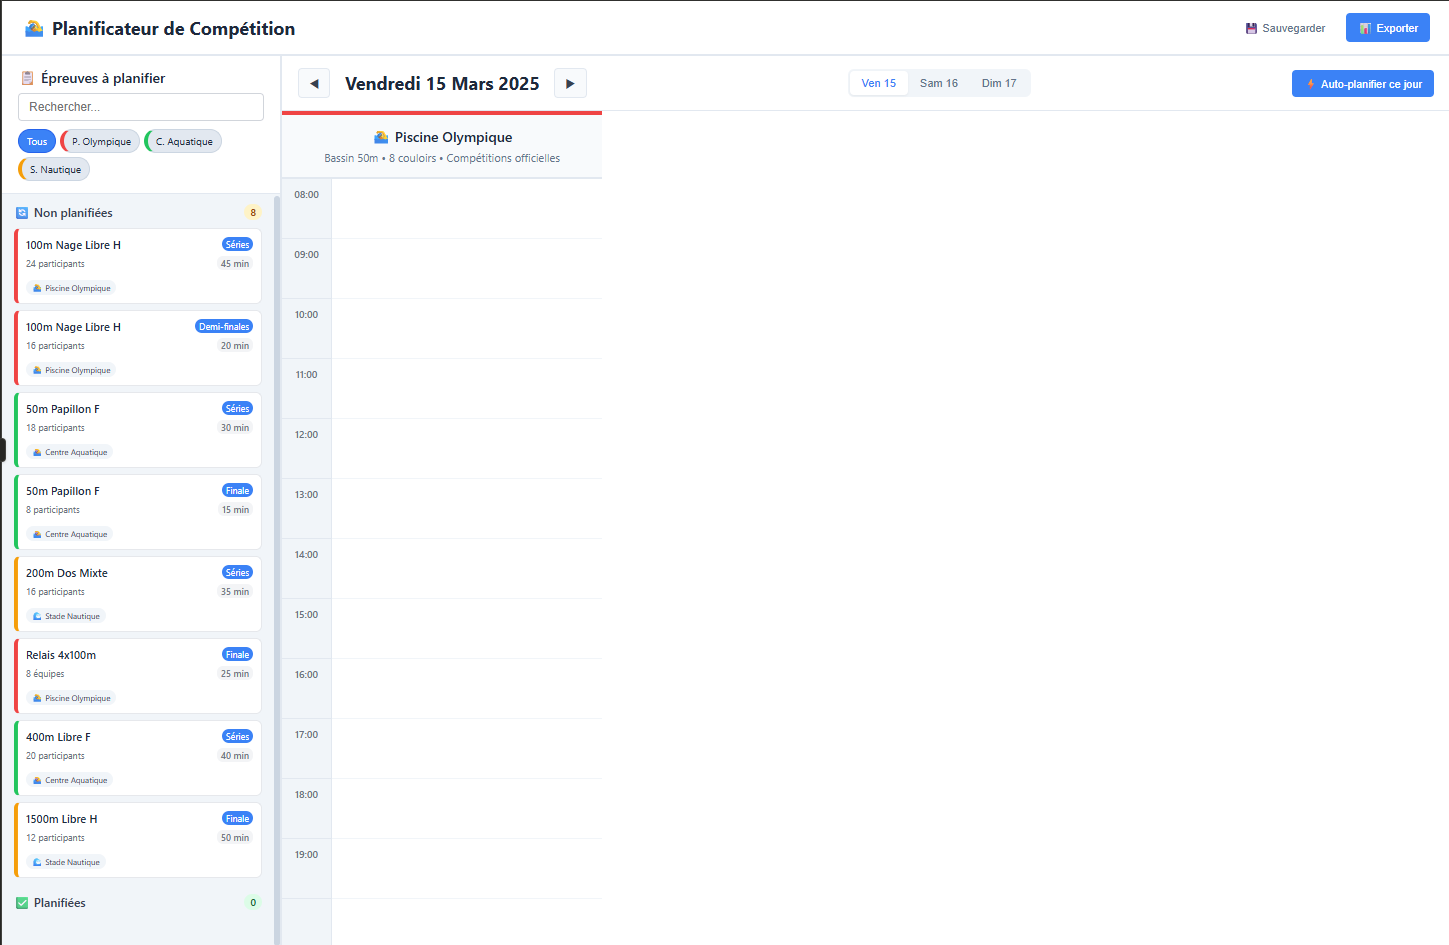 Planificateur de Compétition
Sauvegarder
Exporter
Épreuves à planifier
Rechercher...
Tous
P. Olympique
C. Aquatique
S. Nautique
Non planifiées
8
100m Nage Libre H
Séries
24 participants
45 min
Piscine Olympique
100m Nage Libre H
Demi-finales
16 participants
20 min
Piscine Olympique
50m Papillon F
Séries
18 participants
30 min
Centre Aquatique
50m Papillon F
Finale
8 participants
15 min
Centre Aquatique
200m Dos Mixte
Séries
16 participants
35 min
Stade Nautique
Relais 4x100m
Finale
8 équipes
25 min
Piscine Olympique
400m Libre F
Séries
20 participants
40 min
Centre Aquatique
1500m Libre H
Finale
12 participants
50 min
Stade Nautique
Planifiées
0
◀
Vendredi 15 Mars 2025
▶
Ven 15
Sam 16
Dim 17
Auto-planifier ce jour
Piscine Olympique
Bassin 50m • 8 couloirs • Compétitions officielles
08:00
09:00
10:00
11:00
12:00
13:00
14:00
15:00
16:00
17:00
18:00
19:00